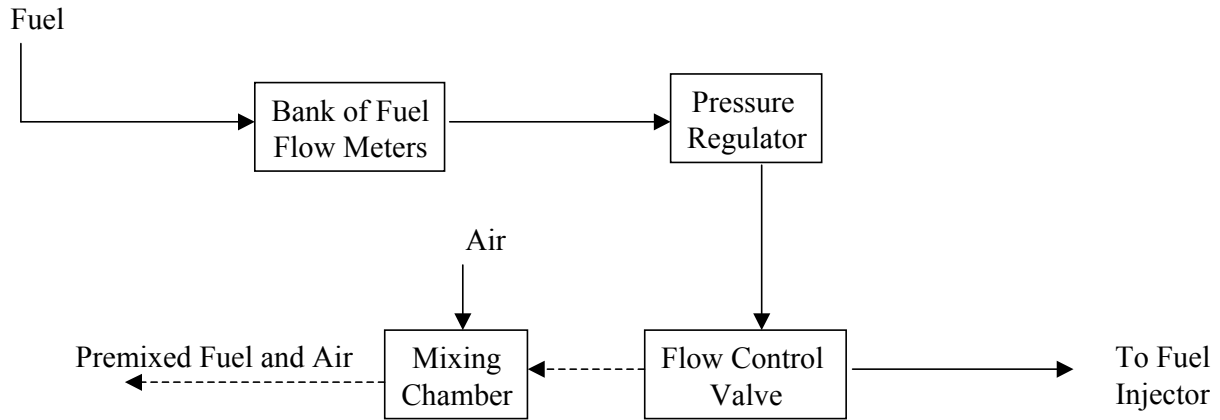 Fuel
Bank of Fuel
Flow Meters
Pressure
Regulator
Air
Premixed Fuel and Air
Mixing
Chamber
Flow Control
Valve
To Fuel
Injector